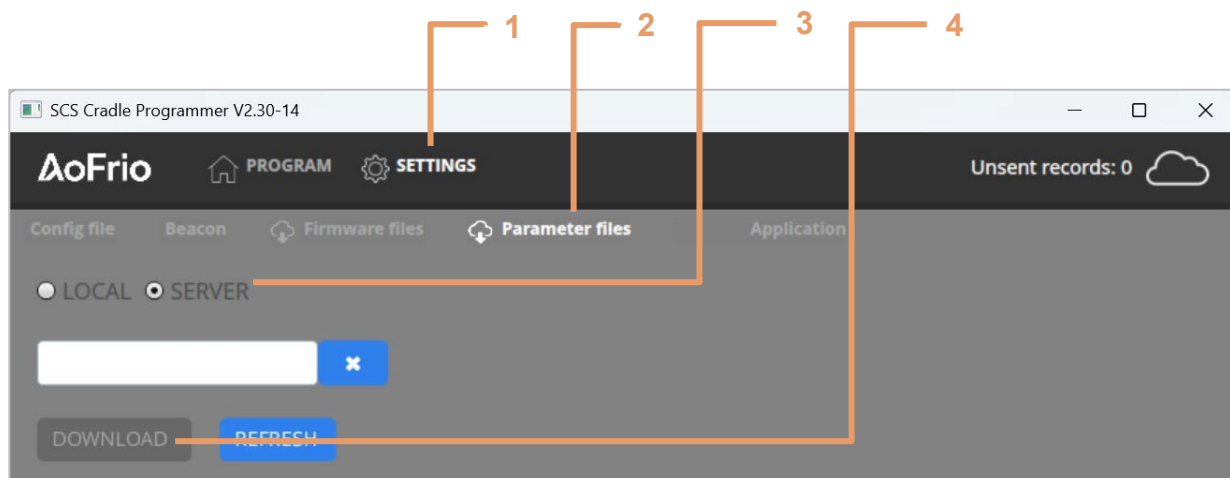 1 2 3 4
SCS Cradle Programmer V2.30-14
AoFrio PROGRAM SETTINGS Unsent records: 0
Config file Beacon Firmware files Parameter files Application
LOCAL SERVER
DOWNLOAD REFRESH